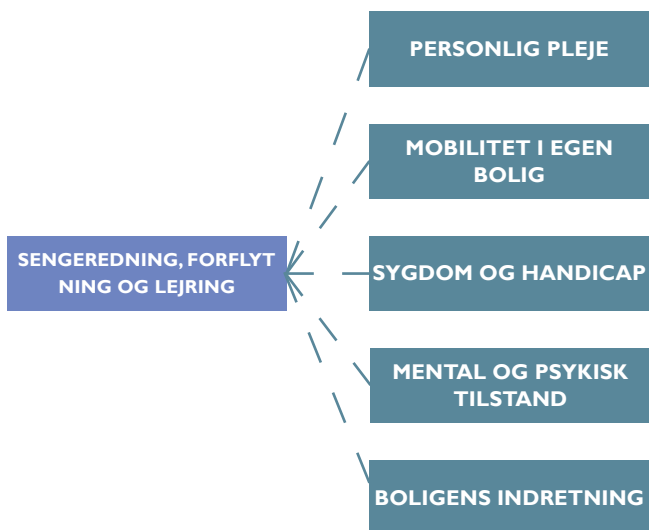 PERSONLIG PLEJE
MOBILITET I EGEN
BOLIG
SENGEREDNING, FORFLYT
NING OG LEJRING
SYGDOM OG HANDICAP
MENTAL OG PSYKISK
TILSTAND
BOLIGENS INDRETNING